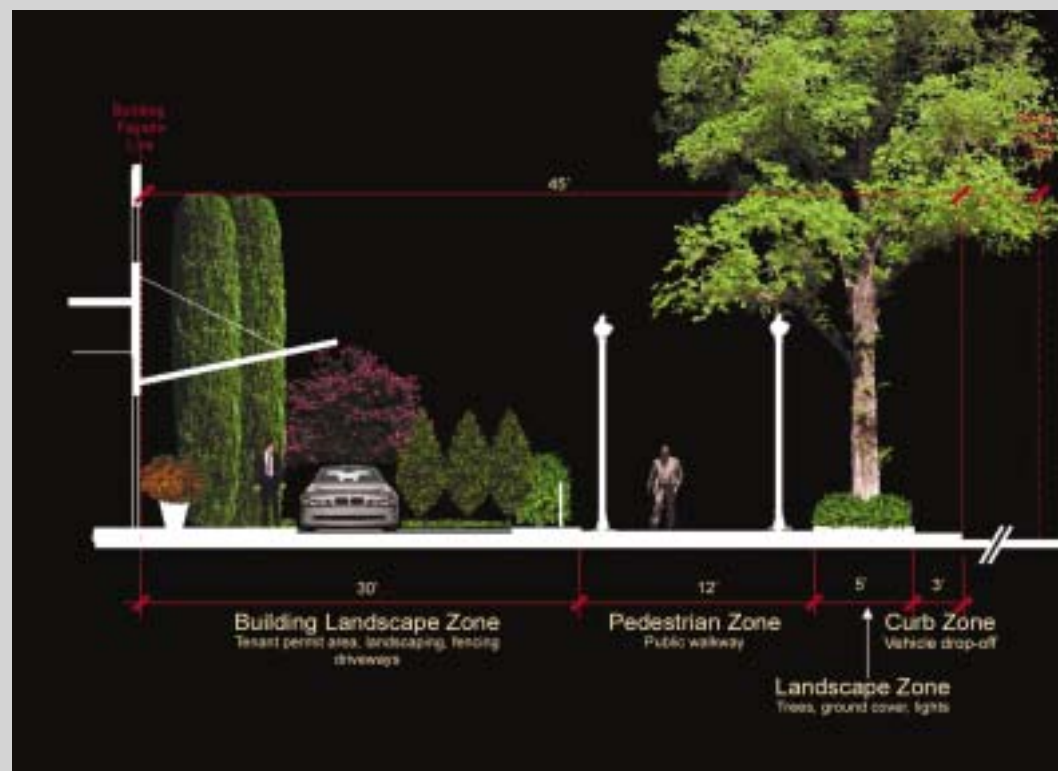 Building
Façade
Line
45'
30'
12'
5'
3'
Building Landscape Zone
Tenant permit area, landscaping, fencing
driveways
Pedestrian Zone
Public walkway
Curb Zone
Vehicle drop-off
Landscape Zone
Trees, ground cover, lights